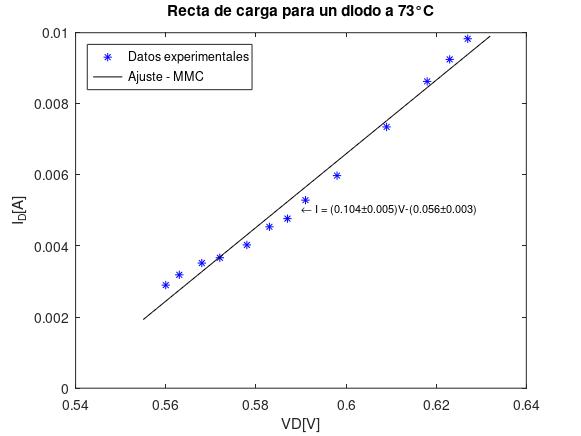 Recta de carga para un diodo a 73°C
Datos experimentales
Ajuste - MMC
← I = (0.104±0.005)V-(0.056±0.003)
I_D[A]
0.01
0.008
0.006
0.004
0.002
0
0.54
0.56
0.58
0.6
0.62
0.64
VD[V]